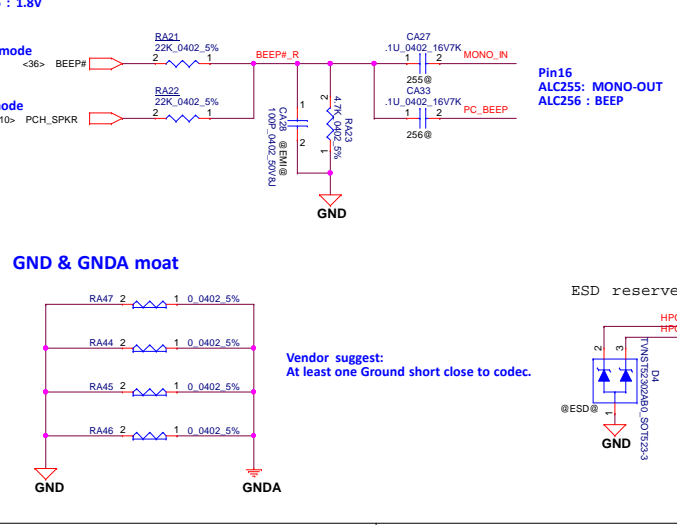 : 1.8V
mode
<36> BEEP#
RA21
22K_0402_5%
2 1
BEEP#_R
CA27
.1U_0402_16V7K
1 2
255@
MONO_IN
Pin16
ALC255: MONO-OUT
ALC256 : BEEP
ode
10> PCH_SPKR
RA22
22K_0402_5%
2 1
CA33
.1U_0402_16V7K
1 2
256@
PC_BEEP
1
2
CA28
100P_0402_50V8J
@EMI@
2
1
4.7K_0402_5%
RA23
GND
GND & GNDA moat
RA47 2 1 0_0402_5%
RA44 2 1 0_0402_5%
RA45 2 1 0_0402_5%
RA46 2 1 0_0402_5%
GND
GNDA
Vendor suggest:
At least one Ground short close to codec.
ESD reserve
HPO
HPO
2
3
D4
TVNST52302AB0_SOT523-3
@ESD@
1
GND